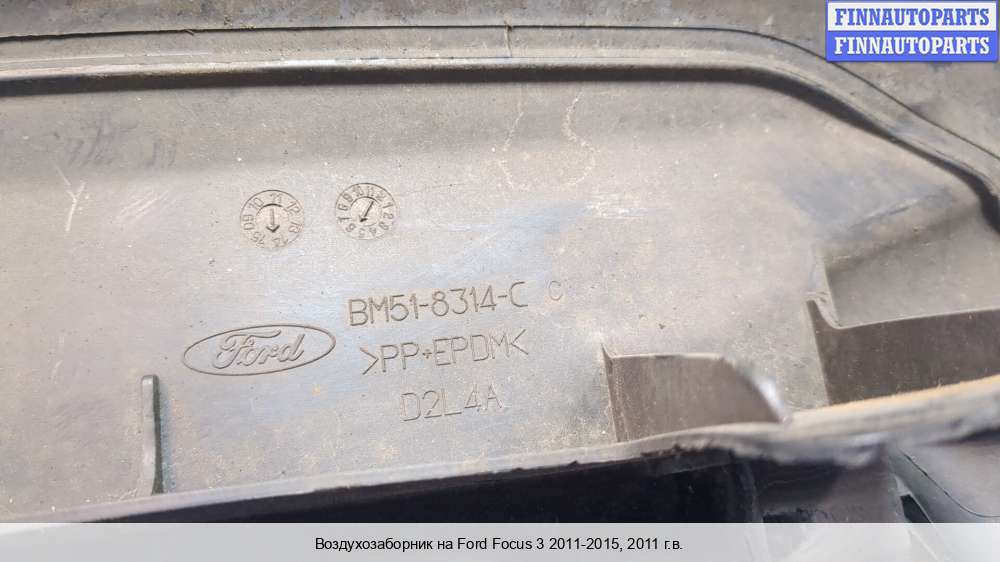 FINNAUTOPARTS
FINNAUTOPARTS
BM51-8314-C C
Ford
>PP+EPDM<
D2L4A
Воздухозаборник на Ford Focus 3 2011-2015, 2011 г.в.